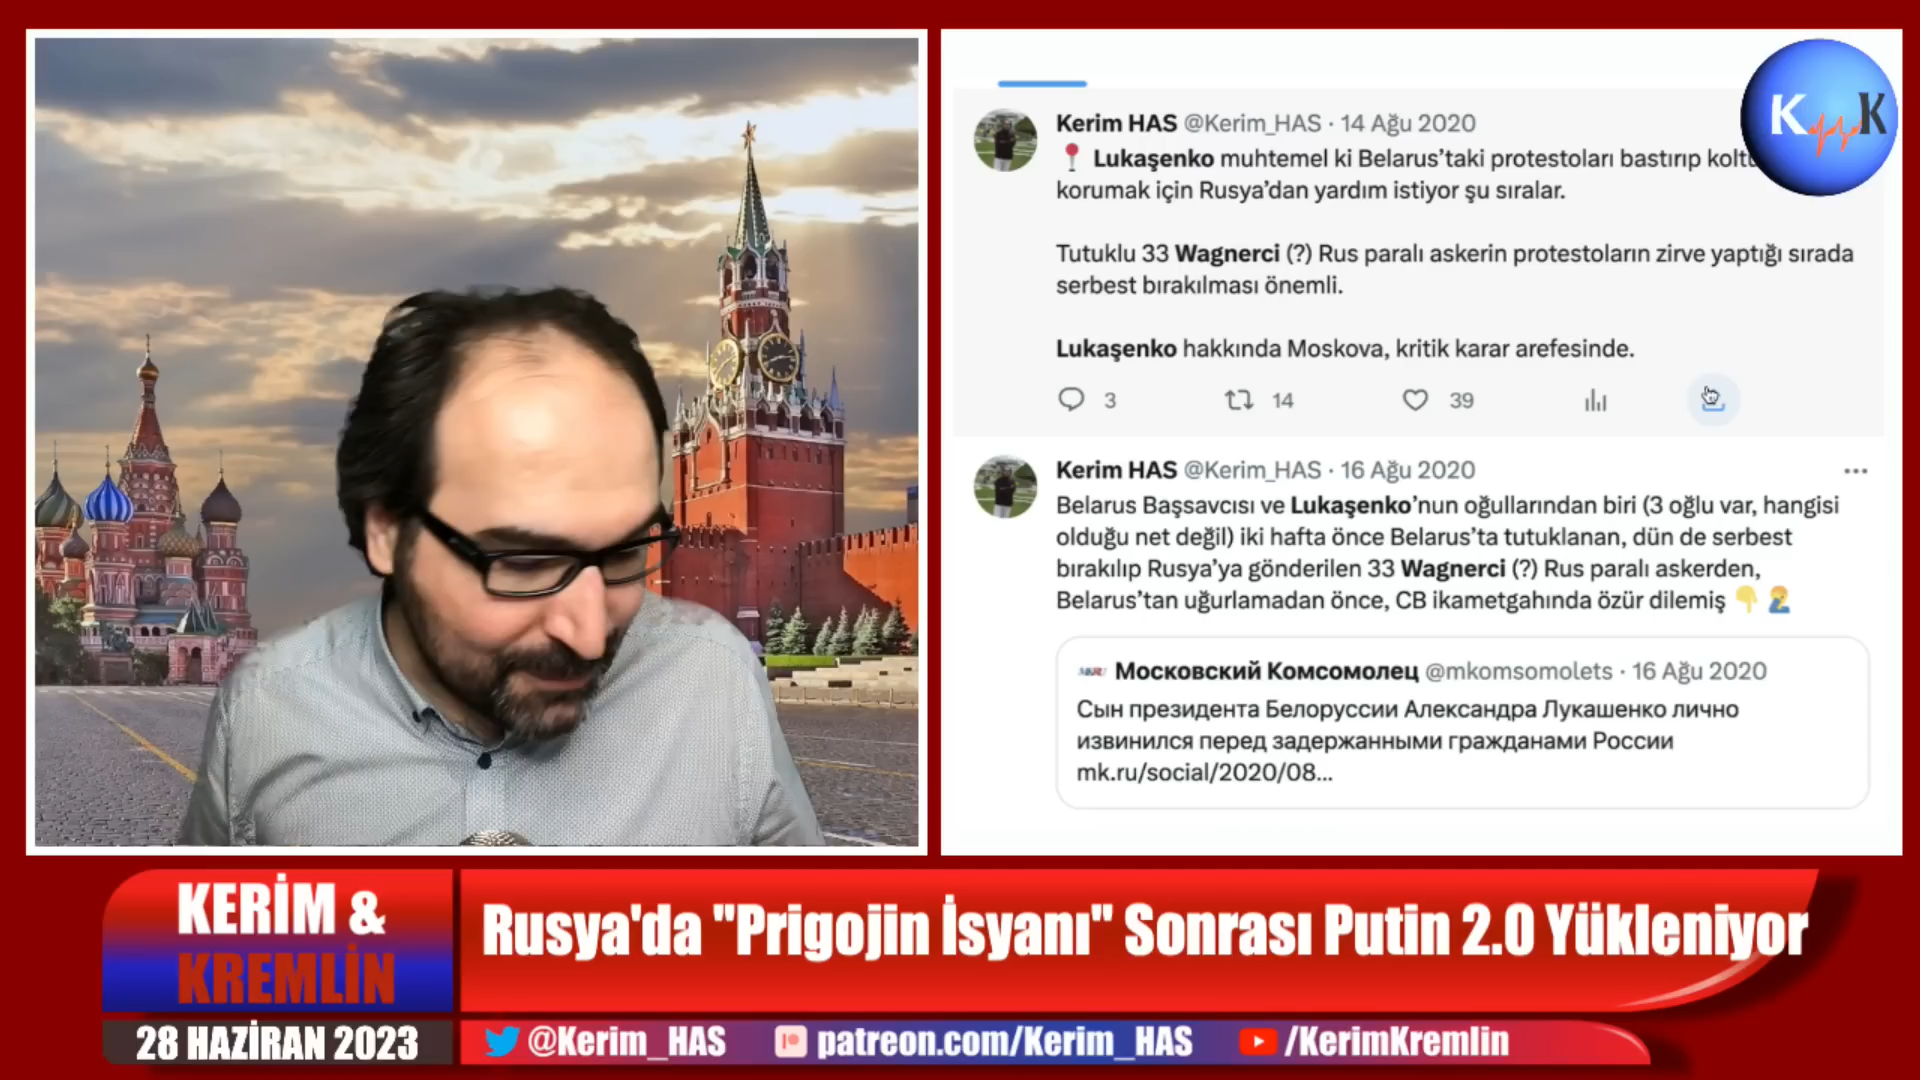 Kerim HAS @Kerim_HAS · 14 Ağu 2020
Lukaşenko muhtemel ki Belarus'taki protestoları bastırıp
korumak için Rusya'dan yardım istiyor şu sıralar.
Tutuklu 33 Wagnerci (?) Rus paralı askerin protestoların zirve yaptığı sırada
serbest bırakılması önemli.
Lukaşenko hakkında Moskova, kritik karar arefesinde.
3 14 39
K K
Kerim HAS @Kerim_HAS · 16 Ağu 2020
Belarus Başsavcısı ve Lukaşenko'nun oğullarından biri (3 oğlu var, hangisi
olduğu net değil) iki hafta önce Belarus'ta tutuklanan, dün de serbest
bırakılıp Rusya'ya gönderilen 33 Wagnerci (?) Rus paralı askerden,
Belarus'tan uğurlamadan önce, CB ikametgahında özür dilemiş
Московский Комсомолец @mkomsomolets · 16 Ağu 2020
Сын президента Белоруссии Александра Лукашенко лично
извинился перед задержанными гражданами России
mk.ru/social/2020/08...
KERİM &
KREMLİN
Rusya'da "Prigojin İsyanı" Sonrası Putin 2.0 Yükleniyor
28 HAZİRAN 2023
@Kerim_HAS patreon.com/Kerim_HAS /KerimKremlin